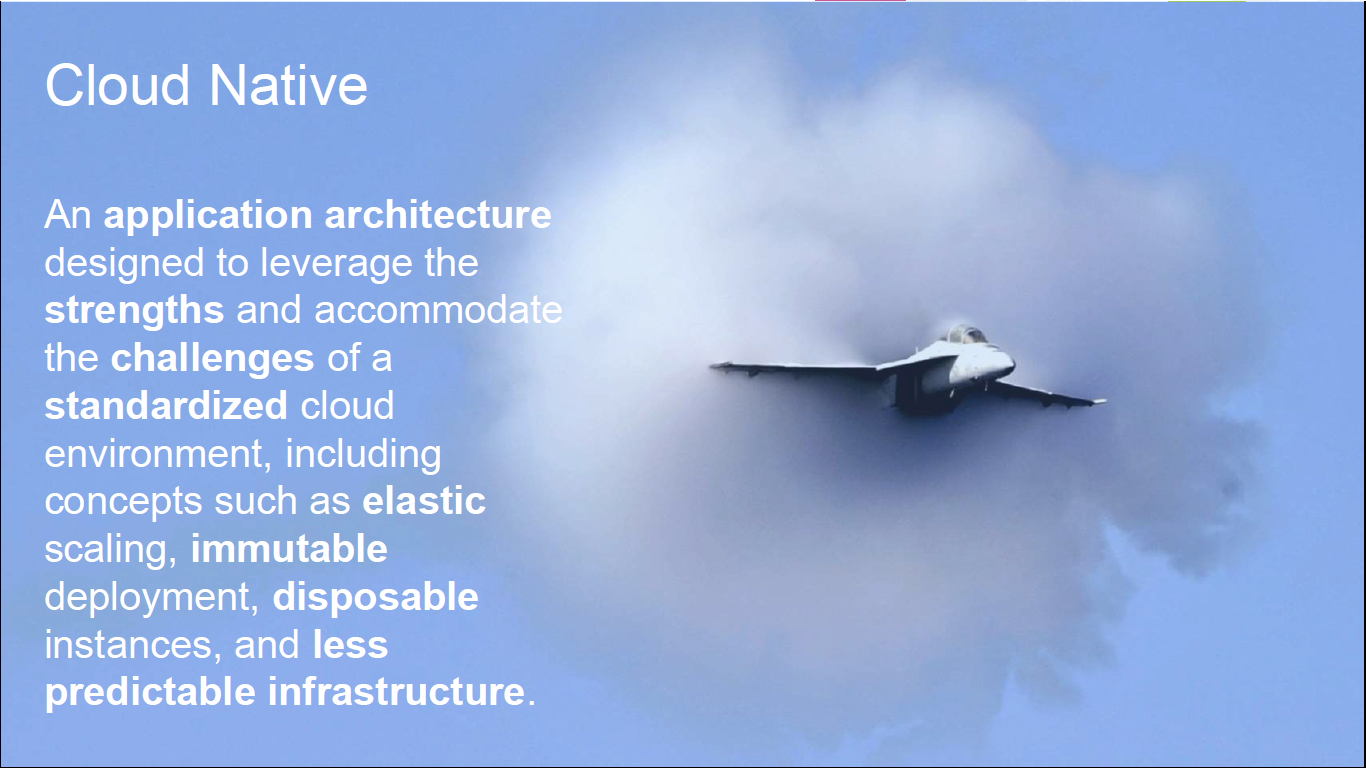 Cloud Native
An application architecture
designed to leverage the
strengths and accommodate
the challenges of a
standardized cloud
environment, including
concepts such as elastic
scaling, immutable
deployment, disposable
instances, and less
predictable infrastructure.